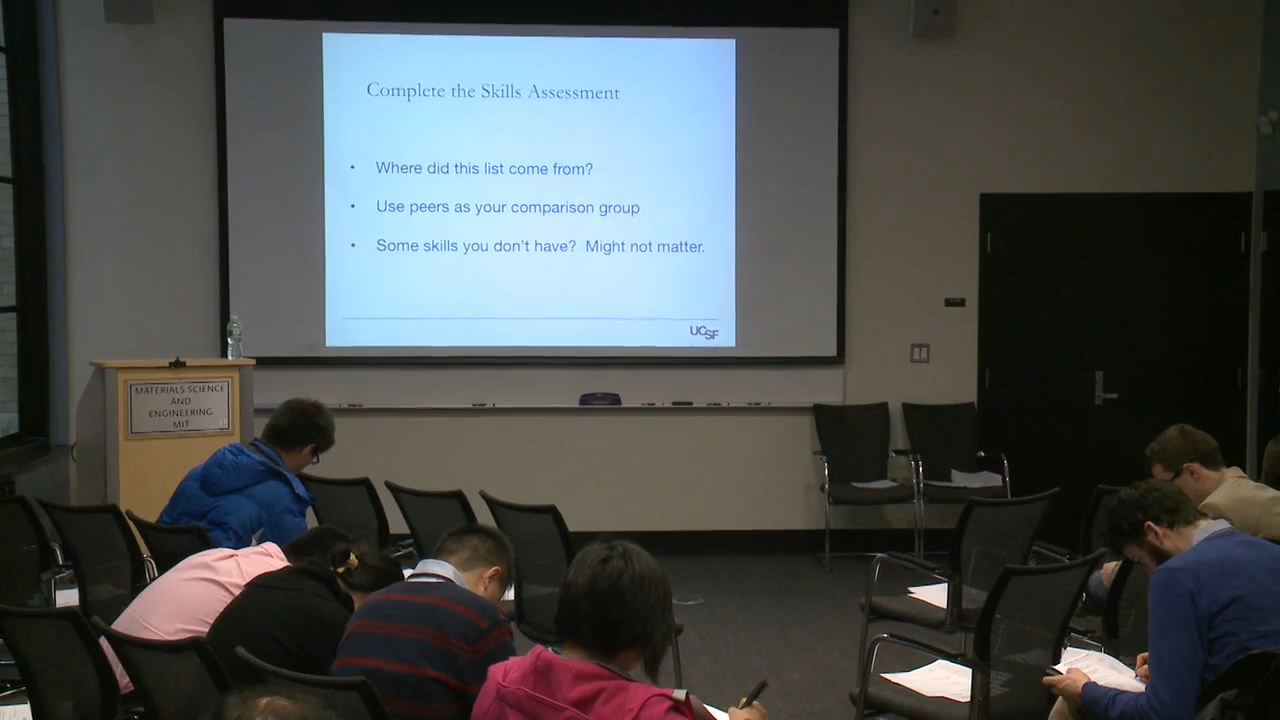 Complete the Skills Assessment
• Where did this list come from?
• Use peers as your comparison group
• Some skills you don't have? Might not matter.
UCSF
MATERIALS SCIENCE
AND
ENGINEERING
MIT